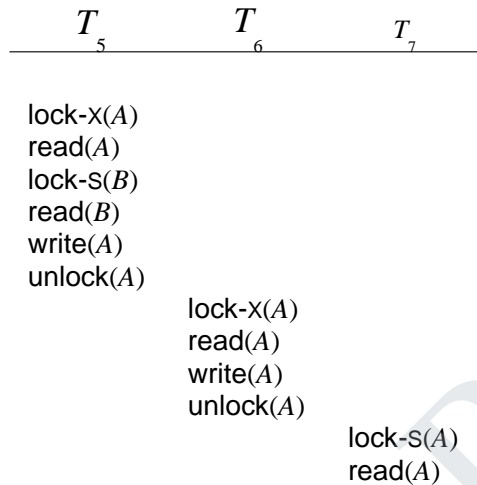 T5 T6 T7
lock-X(A)
read(A)
lock-S(B)
read(B)
write(A)
unlock(A)
lock-X(A)
read(A)
write(A)
unlock(A)
lock-S(A)
read(A)